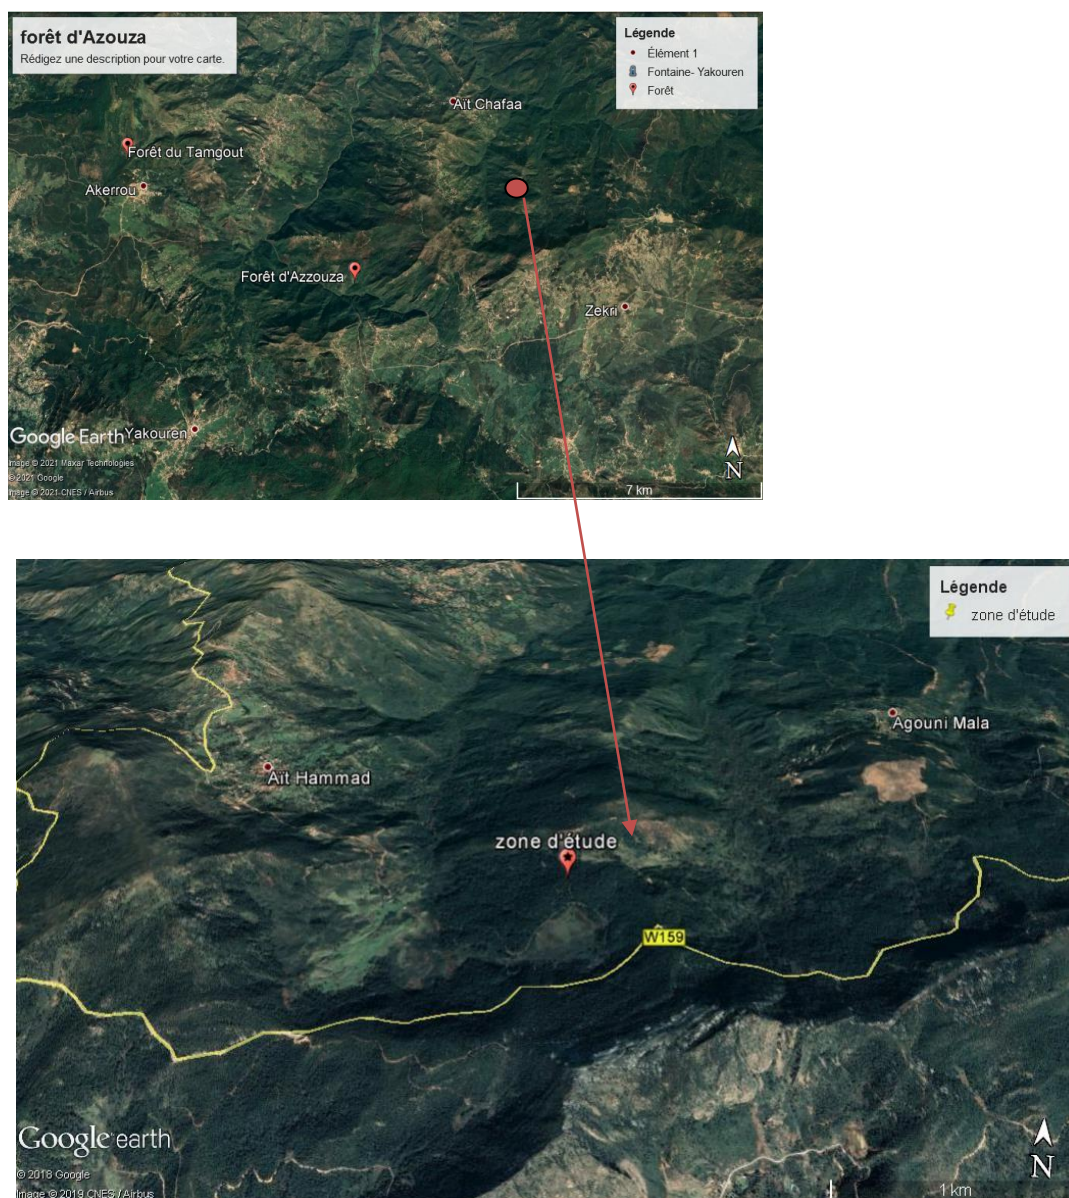 forêt d'Azouza
Rédigez une description pour votre carte.
Légende
Élément 1
Fontaine- Yakouren
Forêt
Aït Chafaa
Forêt du Tamgout
Akerrou
Forêt d'Azzouza
Zekri
Google Earth
Yakouren
Image © 2021 Maxar Technologies
© 2021 Google
Image © 2021 CNES / Airbus
N
7 km
Légende
zone d'étude
Agouni Mala
Aït Hammad
zone d'étude
W159
Google earth
© 2018 Google
Image © 2019 CNES / Airbus
N
1 km